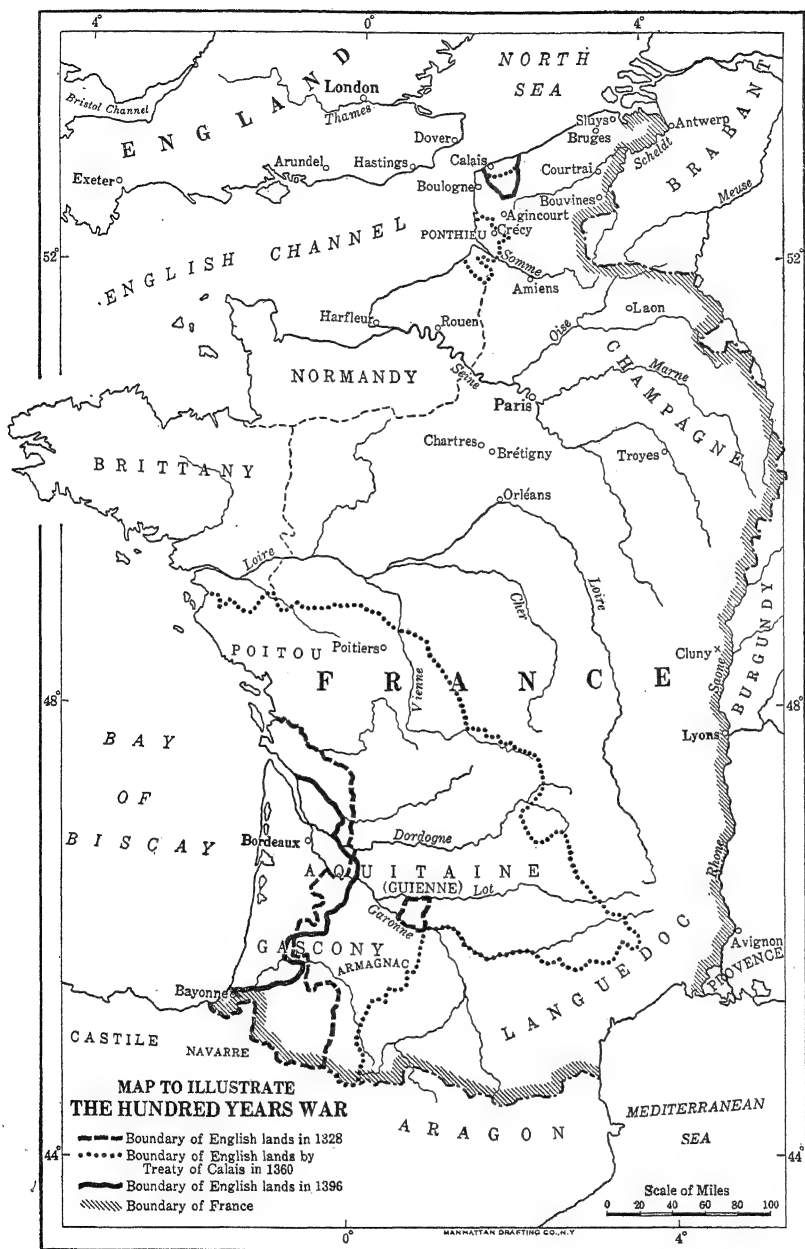 4°
0°
4°
ENGLAND
NORTH
SEA
London
Bristol Channel
Thames
Sluys
Bruges
Antwerp
BRABANT
Dover
Arundel
Hastings
Calais
Courtrai
Scheldt
Exeter
Boulogne
Bouvines
Meuse
Agincourt
PONTHIEU
Crécy
52°
ENGLISH CHANNEL
Somme
52°
Amiens
Harfleur
Rouen
Oise
Laon
NORMANDY
Seine
Paris
CHAMPAGNE
Marne
BRITTANY
Chartres
Brétigny
Troyes
Orléans
Loire
Cher
Loire
POITOU
Poitiers
Vienne
Cluny
Saone
BURGUNDY
FRANCE
48°
48°
Lyons
BAY
OF
BISCAY
Bordeaux
Dordogne
AQUITAINE
(GUIENNE)
Lot
Rhone
Garonne
GASCONY
ARMAGNAC
LANGUEDOC
Avignon
PROVENCE
Bayonne
CASTILE
NAVARRE
ARAGON
MEDITERRANEAN
SEA
MAP TO ILLUSTRATE
THE HUNDRED YEARS WAR
Boundary of English lands in 1328
Boundary of English lands by
Treaty of Calais in 1360
Boundary of English lands in 1396
Boundary of France
44°
44°
Scale of Miles
0 20 40 60 80 100
0°
MANHATTAN DRAFTING CO., N.Y
4°